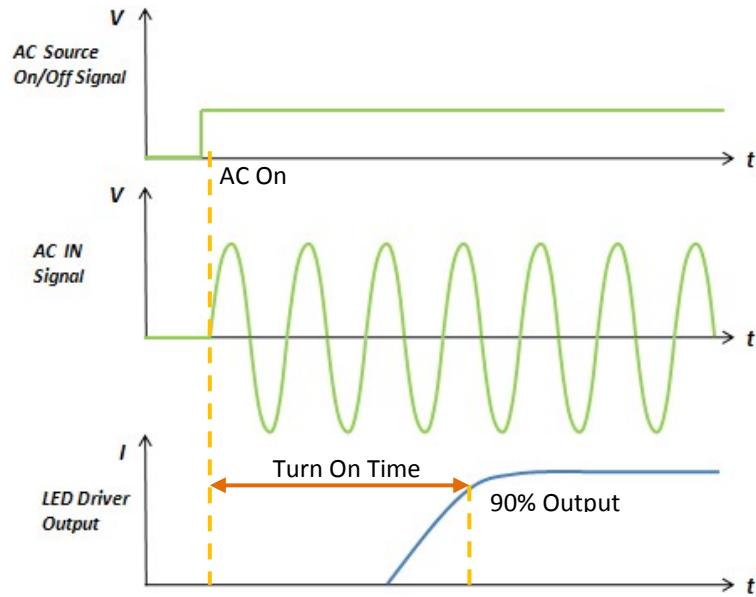 V
AC Source
On/Off Signal
t
AC On
V
AC IN
Signal
t
I
Turn On Time
LED Driver
Output
90% Output
t